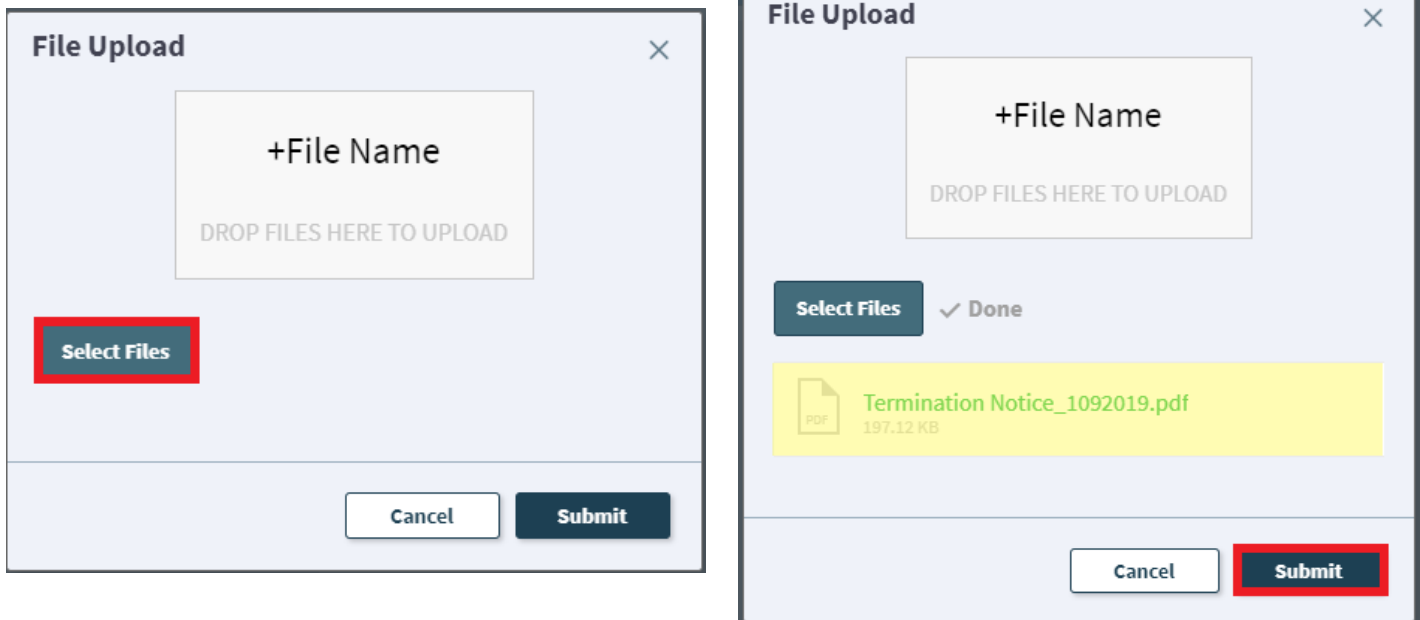 File Upload
+File Name
DROP FILES HERE TO UPLOAD
Select Files
Cancel
Submit
File Upload
+File Name
DROP FILES HERE TO UPLOAD
Select Files
Done
PDF
Termination Notice_1092019.pdf
197.12 KB
Cancel
Submit